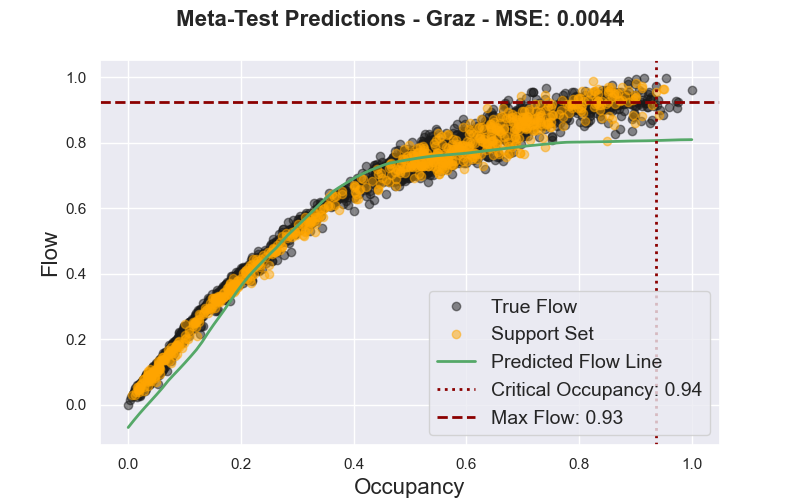 Meta-Test Predictions - Graz - MSE: 0.0044
1.0
0.8
0.6
0.4
0.2
0.0
Flow
True Flow
Support Set
Predicted Flow Line
Critical Occupancy: 0.94
Max Flow: 0.93
0.0 0.2 0.4 0.6 0.8 1.0
Occupancy